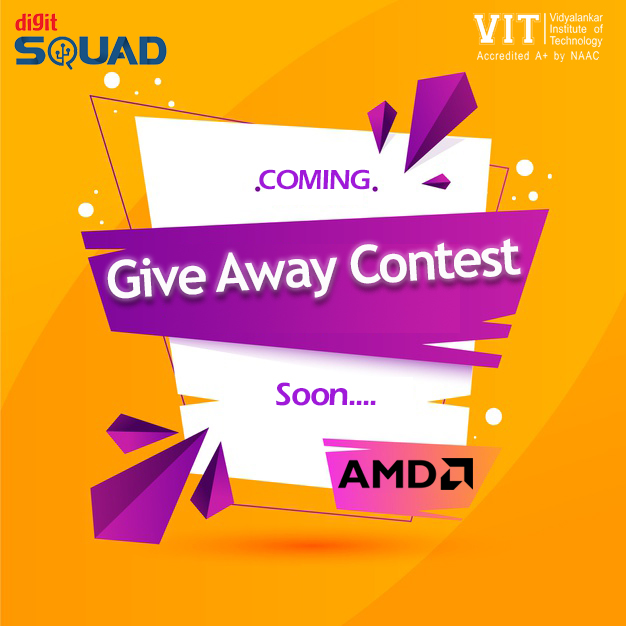 digit
SQUAD
VIT
Vidyalankar
Institute of
Technology
Accredited A+ by NAAC
.COMING.
Give Away Contest
Soon....
AMD